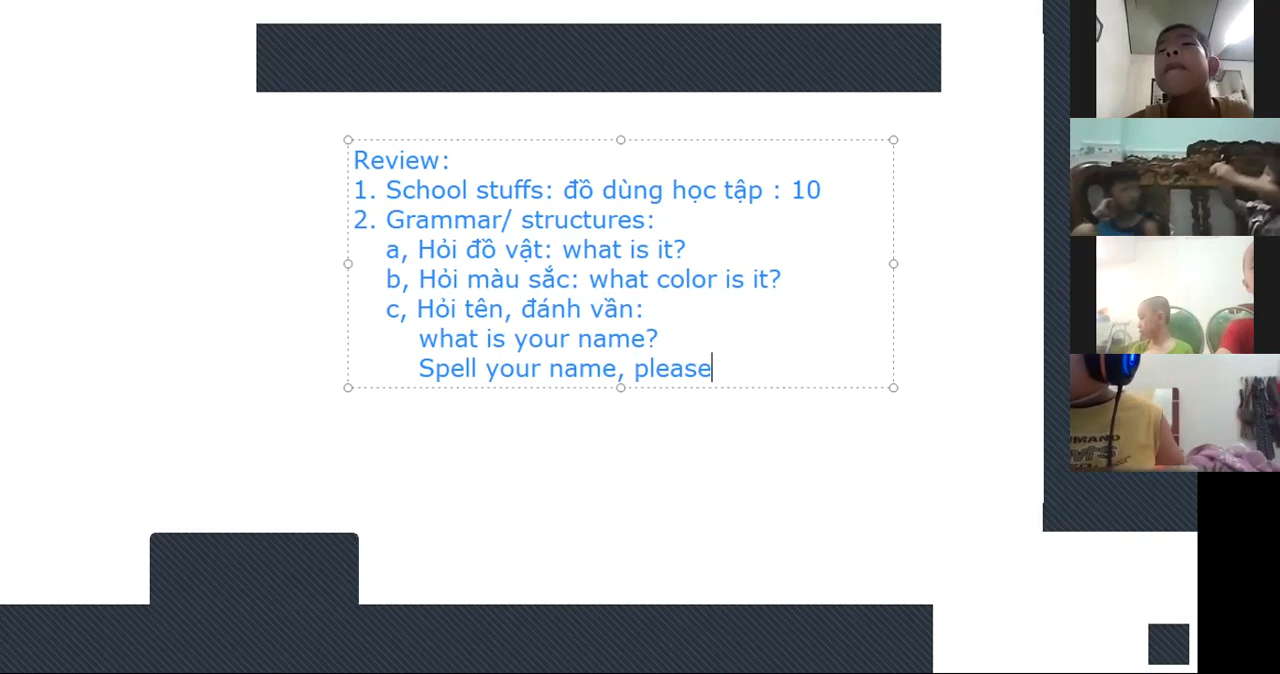 Review:
1. School stuffs: đồ dùng học tập : 10
2. Grammar/ structures:
a, Hỏi đồ vật: what is it?
b, Hỏi màu sắc: what color is it?
c, Hỏi tên, đánh vần:
what is your name?
Spell your name, please